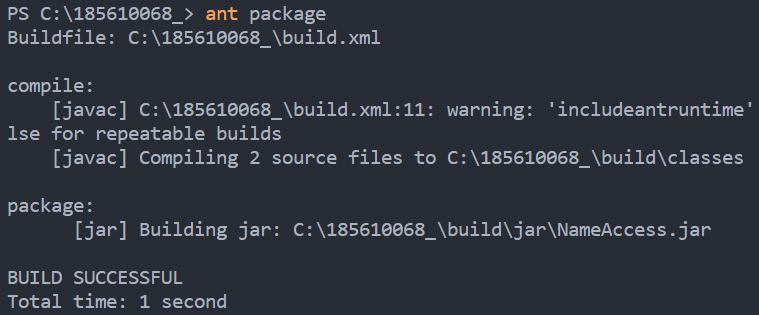 PS C:\185610068_> ant package
Buildfile: C:\185610068_\build.xml
compile:
[javac] C:\185610068_\build.xml:11: warning: 'includeantruntime'
lse for repeatable builds
[javac] Compiling 2 source files to C:\185610068_\build\classes
package:
[jar] Building jar: C:\185610068_\build\jar\NameAccess.jar
BUILD SUCCESSFUL
Total time: 1 second